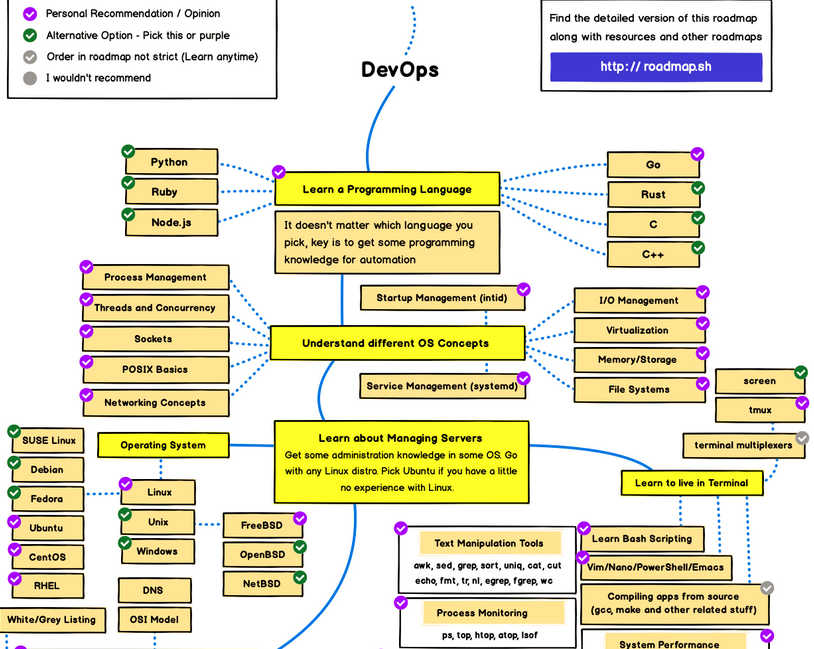 Personal Recommendation / Opinion
Alternative Option - Pick this or purple
Order in roadmap not strict (Learn anytime)
I wouldn't recommend
Find the detailed version of this roadmap
along with resources and other roadmaps
http://roadmap.sh
DevOps
Python
Ruby
Node.js
Learn a Programming Language
It doesn't matter which language you
pick, key is to get some programming
knowledge for automation
Go
Rust
C
C++
Process Management
Threads and Concurrency
Sockets
POSIX Basics
Networking Concepts
Startup Management (intid)
Understand different OS Concepts
Service Management (systemd)
I/O Management
Virtualization
Memory/Storage
File Systems
screen
tmux
terminal multiplexers
SUSE Linux
Debian
Fedora
Ubuntu
CentOS
RHEL
Operating System
Linux
Unix
Windows
FreeBSD
OpenBSD
NetBSD
Learn about Managing Servers
Get some administration knowledge in some OS. Go
with any Linux distro. Pick Ubuntu if you have a little
no experience with Linux.
Learn to live in Terminal
DNS
OSI Model
White/Grey Listing
Text Manipulation Tools
awk, sed, grep, sort, uniq, cat, cut
echo, fmt, tr, nl, egrep, fgrep, wc
Process Monitoring
ps, top, htop, atop, lsof
Learn Bash Scripting
Vim/Nano/PowerShell/Emacs
Compiling apps from source
(gcc, make and other related stuff)
System Performance